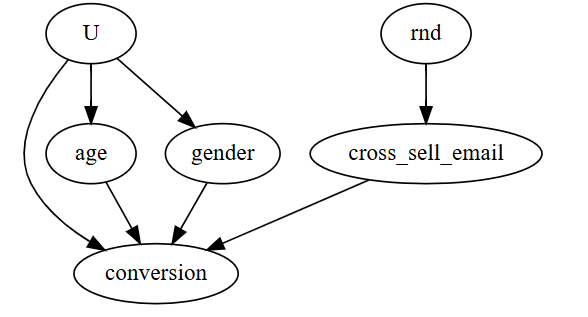 U
rnd
age
gender
cross_sell_email
conversion